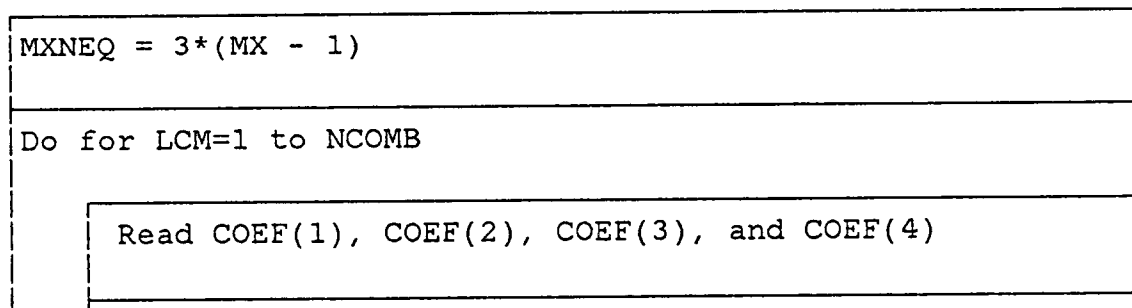 MXNEQ = 3*(MX - 1)
Do for LCM=1 to NCOMB
Read COEF(1), COEF(2), COEF(3), and COEF(4)